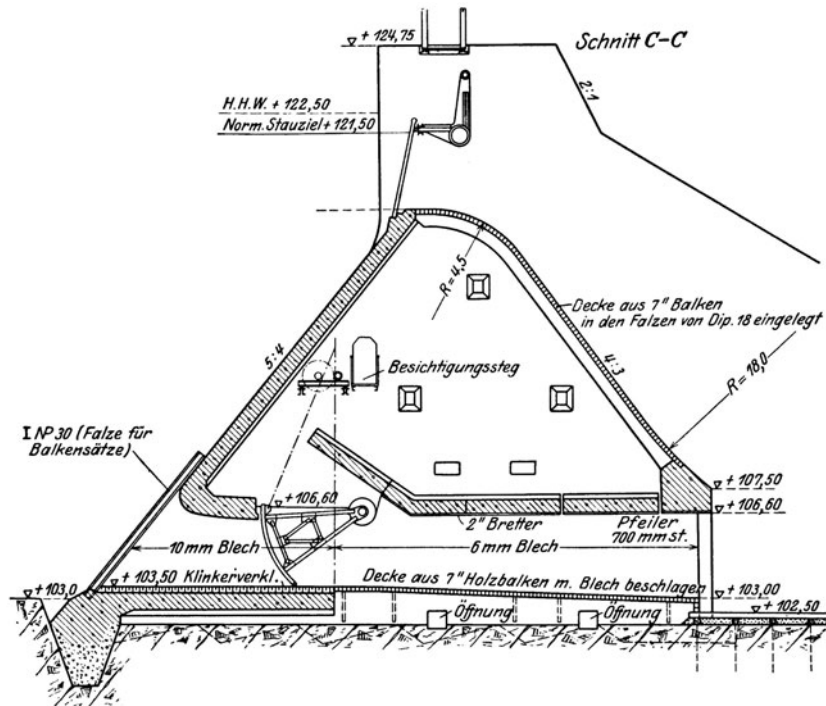 + 124,75
Schnitt C-C
2:1
H.H.W. + 122,50
Norm. Stauziel + 121,50
R = 4,5
Decke aus 7" Balken
in den Falzen von Dip. 18 eingelegt
5:4
4:3
Besichtigungssteg
R = 18,0
I NP 30 (Falze für
Balkensätze)
+ 107,50
+ 106,60
+ 106,60
2" Bretter
Pfeiler
700 mm st.
10 mm Blech
6 mm Blech
+ 103,0
+ 103,50 Klinkerverkl.
Decke aus 7" Holzbalken m. Blech beschlagen
+ 103,00
Öffnung
Öffnung
+ 102,50